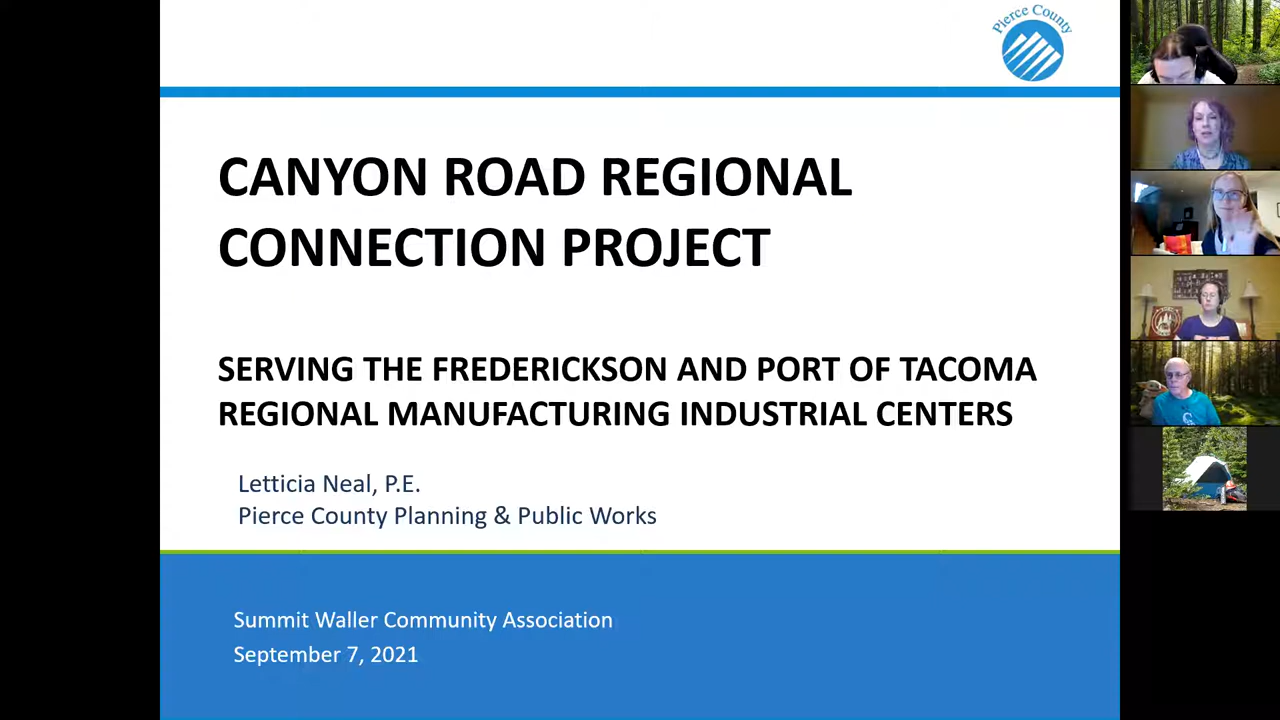 Pierce County
CANYON ROAD REGIONAL
CONNECTION PROJECT
SERVING THE FREDERICKSON AND PORT OF TACOMA
REGIONAL MANUFACTURING INDUSTRIAL CENTERS
Letticia Neal, P.E.
Pierce County Planning & Public Works
Summit Waller Community Association
September 7, 2021